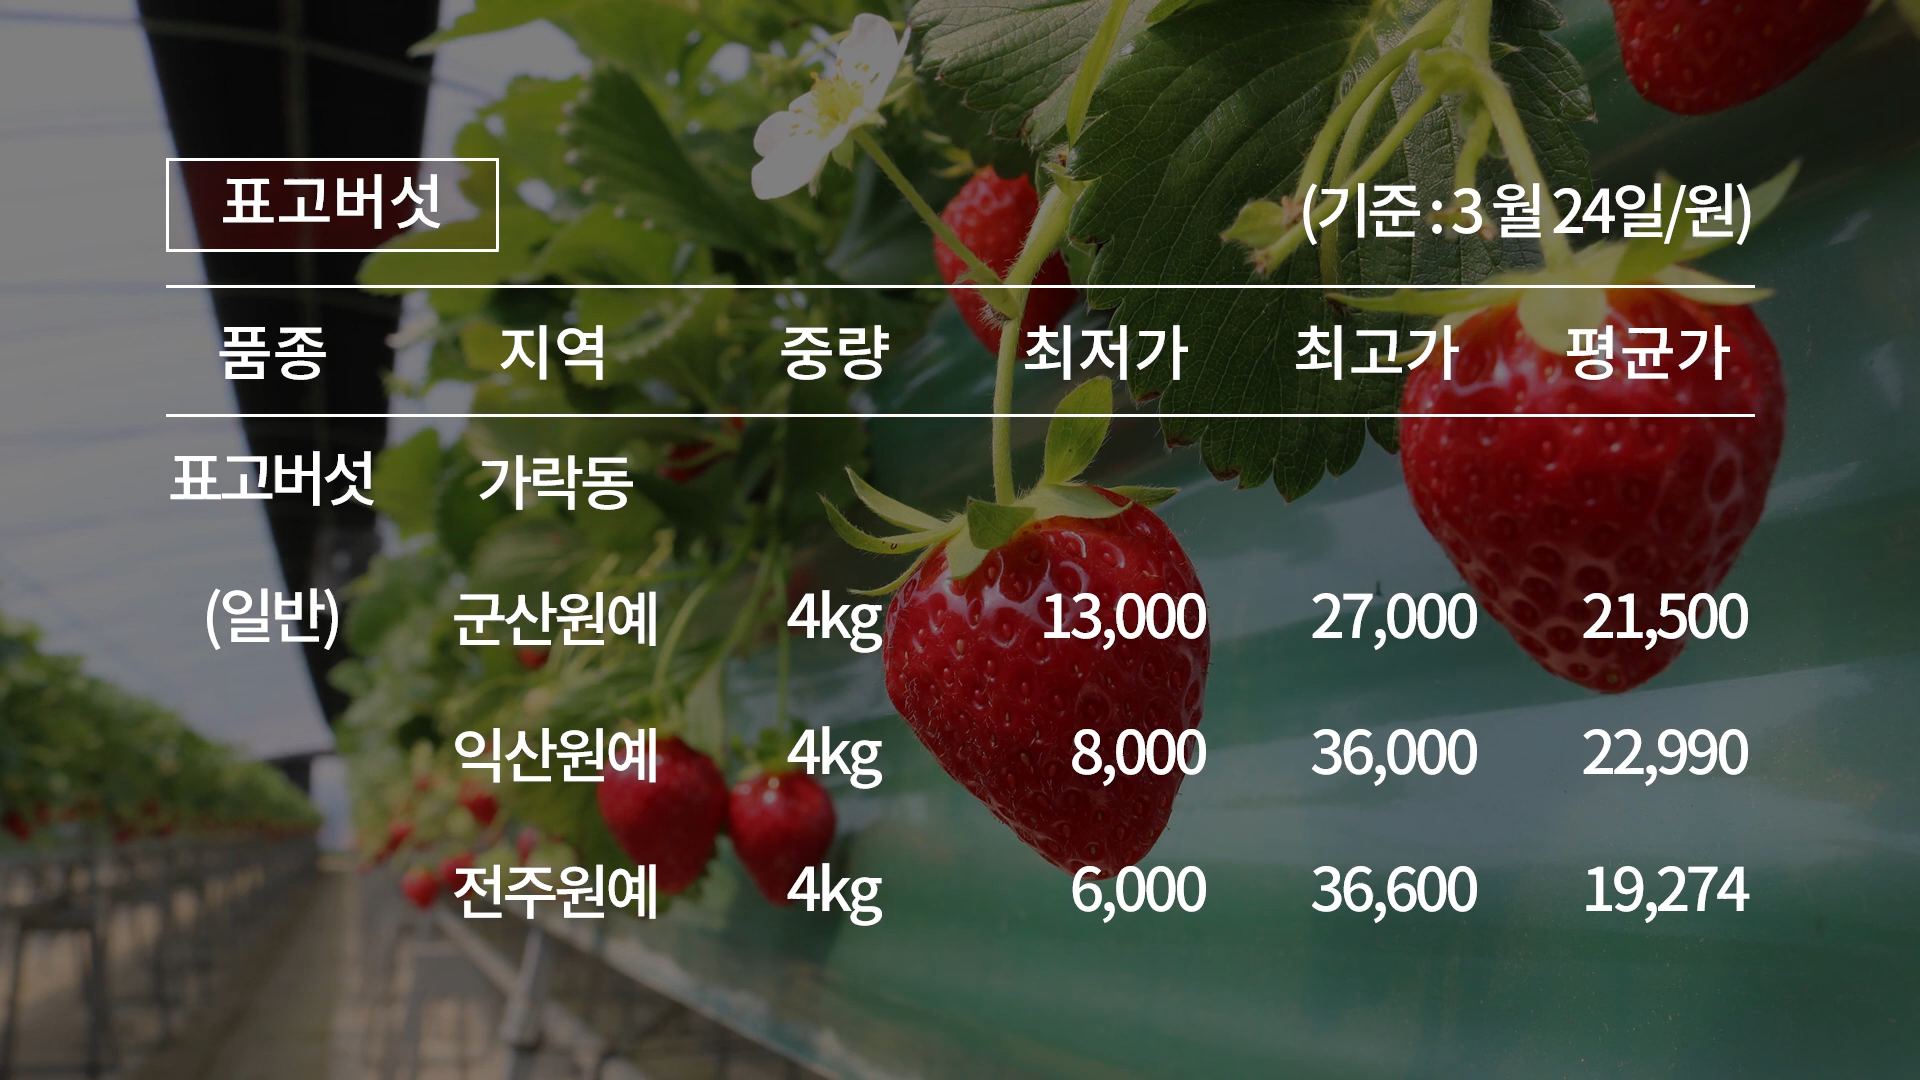 표고버섯
(기준 : 3 월 24일/원)
품종 지역 중량 최저가 최고가 평균가
표고버섯 가락동
(일반) 군산원예 4kg 13,000 27,000 21,500
익산원예 4kg 8,000 36,000 22,990
전주원예 4kg 6,000 36,600 19,274